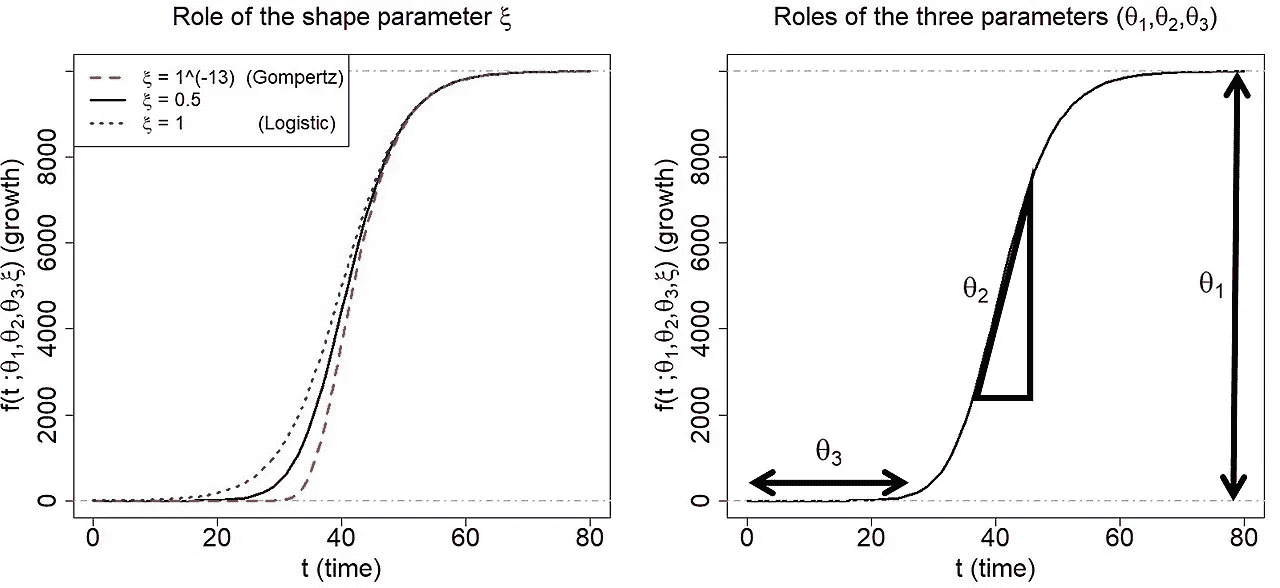 Role of the shape parameter ξ
ξ = 1^(-13) (Gompertz)
ξ = 0.5
ξ = 1 (Logistic)
f(t ;θ1,θ2,θ3,ξ) (growth)
8000
6000
4000
2000
0
0 20 40 60 80
t (time)
Roles of the three parameters (θ1,θ2,θ3)
f(t ;θ1,θ2,θ3,ξ) (growth)
8000
6000
4000
2000
0
θ2
θ1
θ3
0 20 40 60 80
t (time)